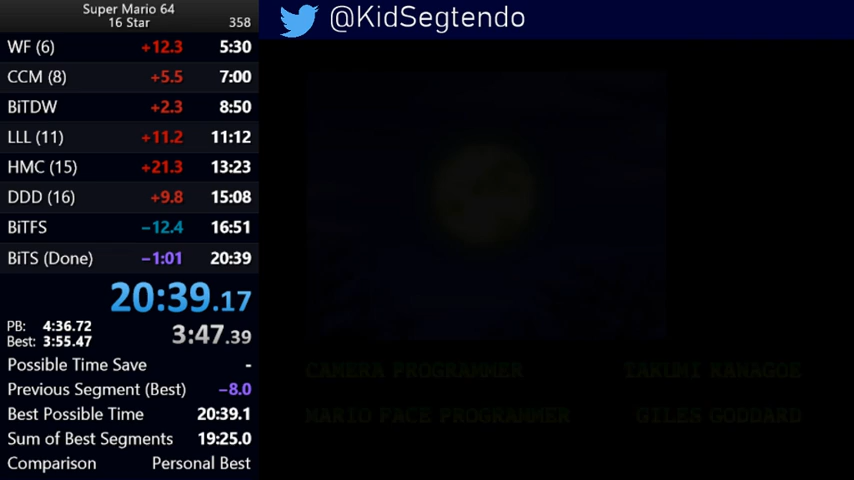 Super Mario 64
16 Star 358
@KidSegtendo
WF (6) +12.3 5:30
CCM (8) +5.5 7:00
BiTDW +2.3 8:50
LLL (11) +11.2 11:12
HMC (15) +21.3 13:23
DDD (16) +9.8 15:08
BiTFS −12.4 16:51
BiTS (Done) −1:01 20:39
20:39.17
PB: 4:36.72
Best: 3:55.47
3:47.39
Possible Time Save -
Previous Segment (Best) −8.0
Best Possible Time 20:39.1
Sum of Best Segments 19:25.0
Comparison Personal Best
CAMERA PROGRAMMER TAKUMI KAWAGOE
MARIO FACE PROGRAMMER GILES GODDARD